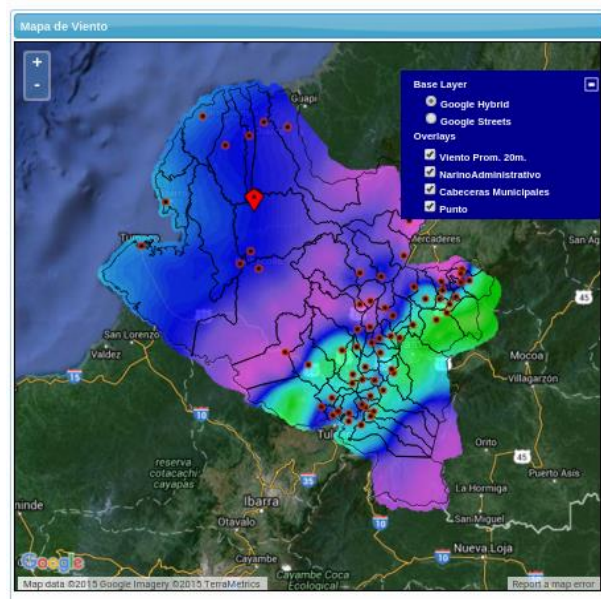 Mapa de Viento
+
-
Base Layer
Google Hybrid
Google Streets
Overlays
Viento Prom. 20m.
NarinoAdministrativo
Cabeceras Municipales
Punto
Guapi
Mercaderes
San Ag
45
San Lorenzo
Valdez
15
Mocoa
Villagarzón
10
Orito
45
Puerto Asis
reserva
cotacachi
cayapas
35
La Hormiga
Ibarra
10
San Miguel
Otavalo
Nueva Loja
10
Cayambe
Cayambe Coca
Ecological
Google
Map data ©2015 Google Imagery ©2015 TerraMetrics
Report a map error